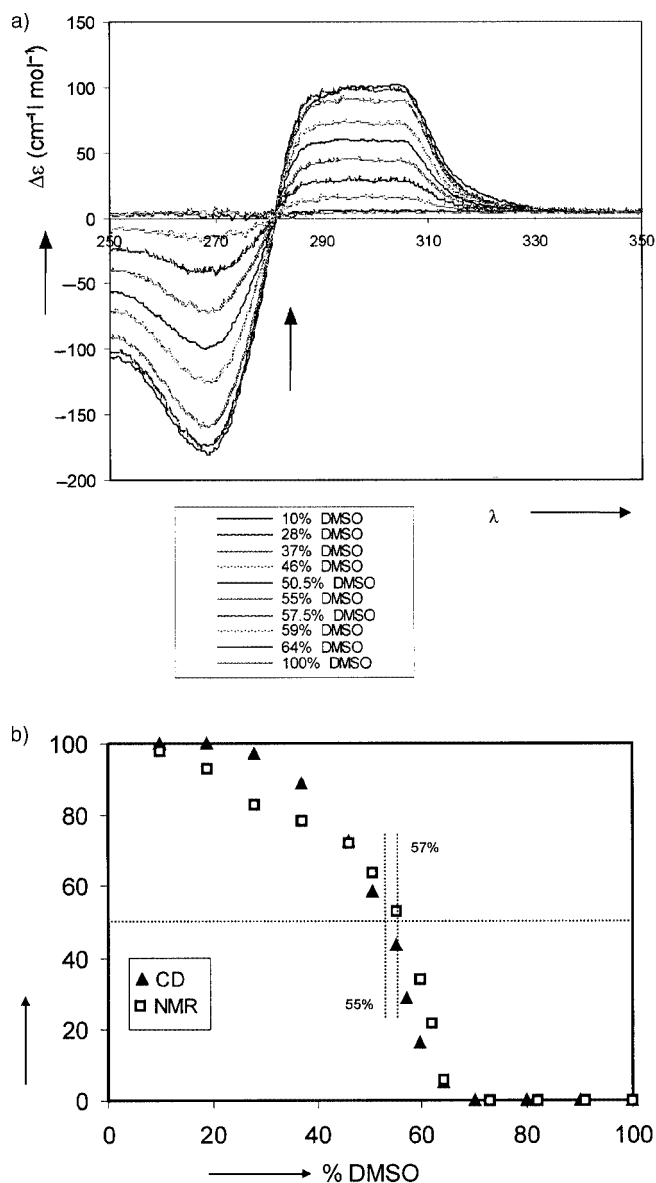 a)
Δε (cm⁻¹l mol⁻¹)
150
100
50
0
−50
−100
−150
−200
250
270
290
310
330
350
λ
10% DMSO
28% DMSO
37% DMSO
46% DMSO
50.5% DMSO
55% DMSO
57.5% DMSO
59% DMSO
64% DMSO
100% DMSO
b)
100
80
60
40
20
0
57%
55%
CD
NMR
0
20
40
60
80
100
% DMSO